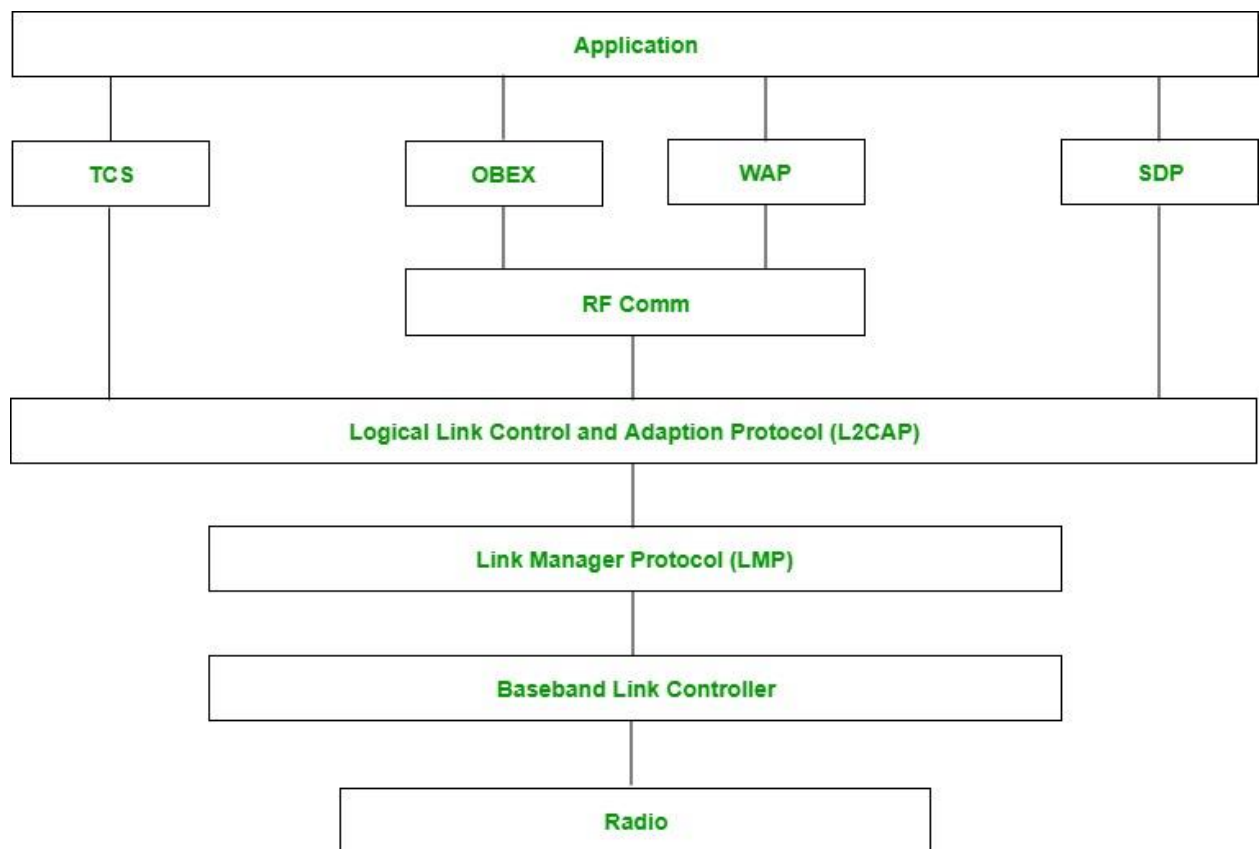 Application
TCS
OBEX
WAP
SDP
RF Comm
Logical Link Control and Adaption Protocol (L2CAP)
Link Manager Protocol (LMP)
Baseband Link Controller
Radio